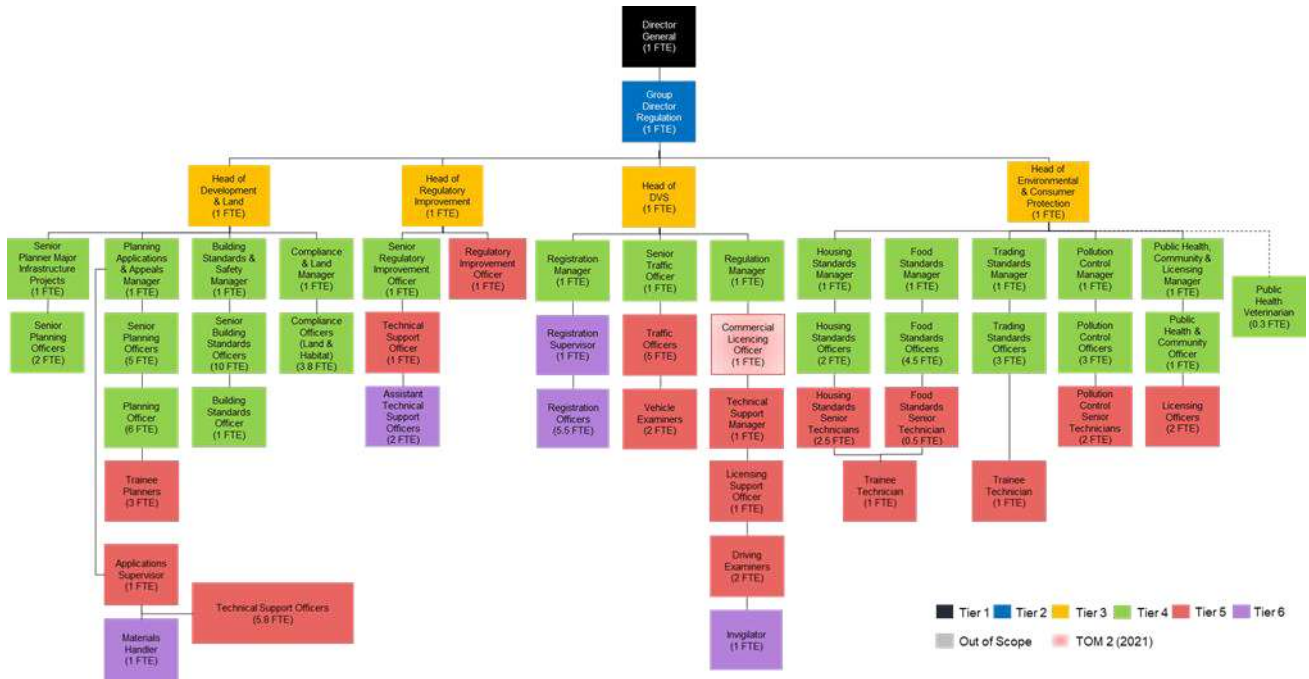 Director
General
(1 FTE)
Group
Director
Regulation
(1 FTE)
Head of
Development
& Land
(1 FTE)
Head of
Regulatory
Improvement
(1 FTE)
Head of
DVS
(1 FTE)
Head of
Environmental
& Consumer
Protection
(1 FTE)
Senior
Planner Major
Infrastructure
Projects
(1 FTE)
Planning
Applications
& Appeals
Manager
(1 FTE)
Building
Standards &
Safety
Manager
(1 FTE)
Compliance
& Land
Manager
(1 FTE)
Senior
Regulatory
Improvement
Officer
(1 FTE)
Regulatory
Improvement
Officer
(1 FTE)
Registration
Manager
(1 FTE)
Senior
Traffic
Officer
(1 FTE)
Regulation
Manager
(1 FTE)
Housing
Standards
Manager
(1 FTE)
Food
Standards
Manager
(1 FTE)
Trading
Standards
Manager
(1 FTE)
Pollution
Control
Manager
(1 FTE)
Public Health,
Community &
Licensing
Manager
(1 FTE)
Public
Health
Veterinarian
(0.3 FTE)
Senior
Planning
Officers
(2 FTE)
Senior
Planning
Officers
(5 FTE)
Senior
Building
Standards
Officers
(10 FTE)
Compliance
Officers
(Land &
Habitat)
(3.8 FTE)
Technical
Support
Officer
(1 FTE)
Registration
Supervisor
(1 FTE)
Traffic
Officers
(5 FTE)
Commercial
Licencing
Officer
(1 FTE)
Housing
Standards
Officers
(2 FTE)
Food
Standards
Officers
(4.5 FTE)
Trading
Standards
Officers
(3 FTE)
Pollution
Control
Officers
(3 FTE)
Public
Health &
Community
Officer
(1 FTE)
Planning
Officer
(6 FTE)
Building
Standards
Officer
(1 FTE)
Assistant
Technical
Support
Officers
(2 FTE)
Registration
Officers
(5.5 FTE)
Vehicle
Examiners
(2 FTE)
Technical
Support
Manager
(1 FTE)
Housing
Standards
Senior
Technicians
(2.5 FTE)
Food
Standards
Senior
Technician
(0.5 FTE)
Pollution
Control
Senior
Technicians
(2 FTE)
Licensing
Officers
(2 FTE)
Trainee
Planners
(3 FTE)
Licensing
Support
Officer
(1 FTE)
Trainee
Technician
(1 FTE)
Trainee
Technician
(1 FTE)
Applications
Supervisor
(1 FTE)
Technical Support Officers
(5.8 FTE)
Driving
Examiners
(2 FTE)
Materials
Handler
(1 FTE)
Invigilator
(1 FTE)
Tier 1 Tier 2 Tier 3 Tier 4 Tier 5 Tier 6
Out of Scope TOM 2 (2021)